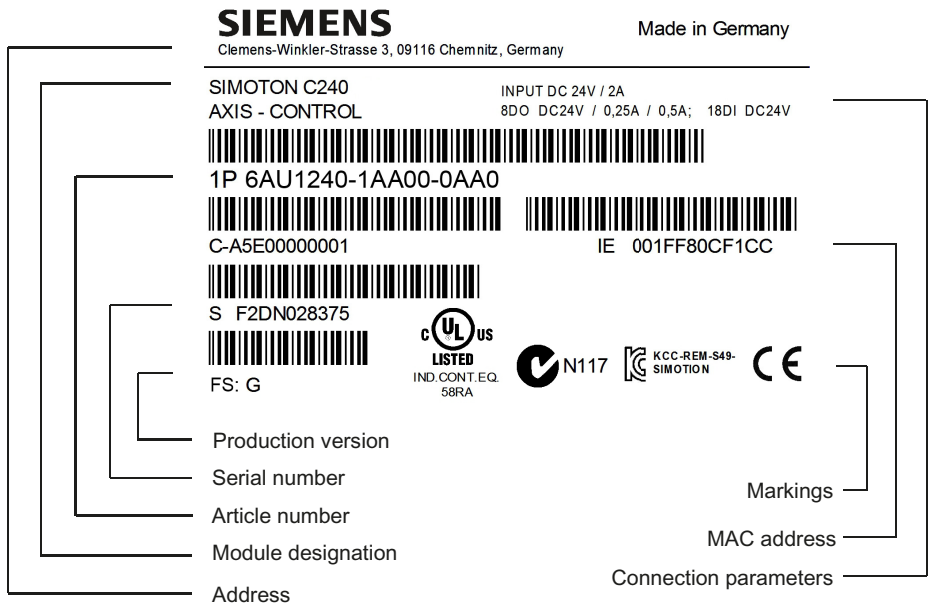 SIEMENS
Clemens-Winkler-Strasse 3, 09116 Chemnitz, Germany
Made in Germany
SIMOTON C240
AXIS - CONTROL
INPUT DC 24V / 2A
8DO DC24V / 0,25A / 0,5A; 18DI DC24V
1P 6AU1240-1AA00-0AA0
C-A5E00000001
IE 001FF80CF1CC
S F2DN028375
FS: G
C UL US
LISTED
IND.CONT.EQ.
58RA
N117
KCC-REM-S49-
SIMOTION
CE
Production version
Serial number
Article number
Module designation
Address
Markings
MAC address
Connection parameters